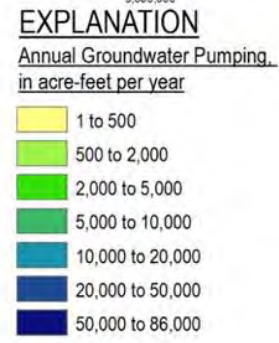 EXPLANATION
Annual Groundwater Pumping,
in acre-feet per year
1 to 500
500 to 2,000
2,000 to 5,000
5,000 to 10,000
10,000 to 20,000
20,000 to 50,000
50,000 to 86,000